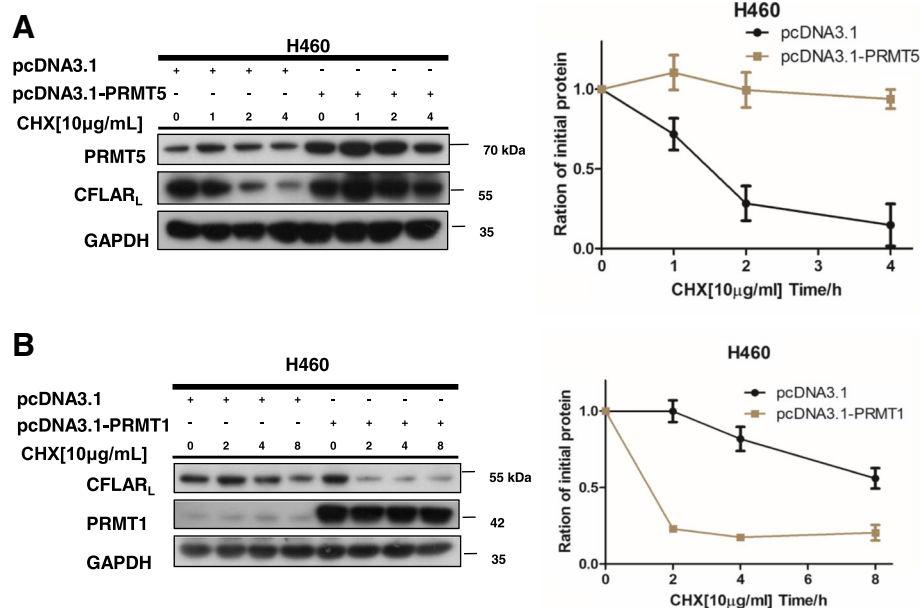 A
H460
pcDNA3.1 + + + + - - - -
pcDNA3.1-PRMT5 - - - - + + + +
CHX[10μg/mL] 0 1 2 4 0 1 2 4
PRMT5 70 kDa
CFLARL 55
GAPDH 35
H460
pcDNA3.1
pcDNA3.1-PRMT5
Ration of initial protein
1.0
0.5
0.0
0 1 2 3 4
CHX[10μg/ml] Time/h
B
H460
pcDNA3.1 + + + + - - - -
pcDNA3.1-PRMT1 - - - - + + + +
CHX[10μg/mL] 0 2 4 8 0 2 4 8
CFLARL 55 kDa
PRMT1 42
GAPDH 35
H460
pcDNA3.1
pcDNA3.1-PRMT1
Ration of initial protein
1.0
0.5
0.0
0 2 4 6 8
CHX[10μg/ml] Time/h